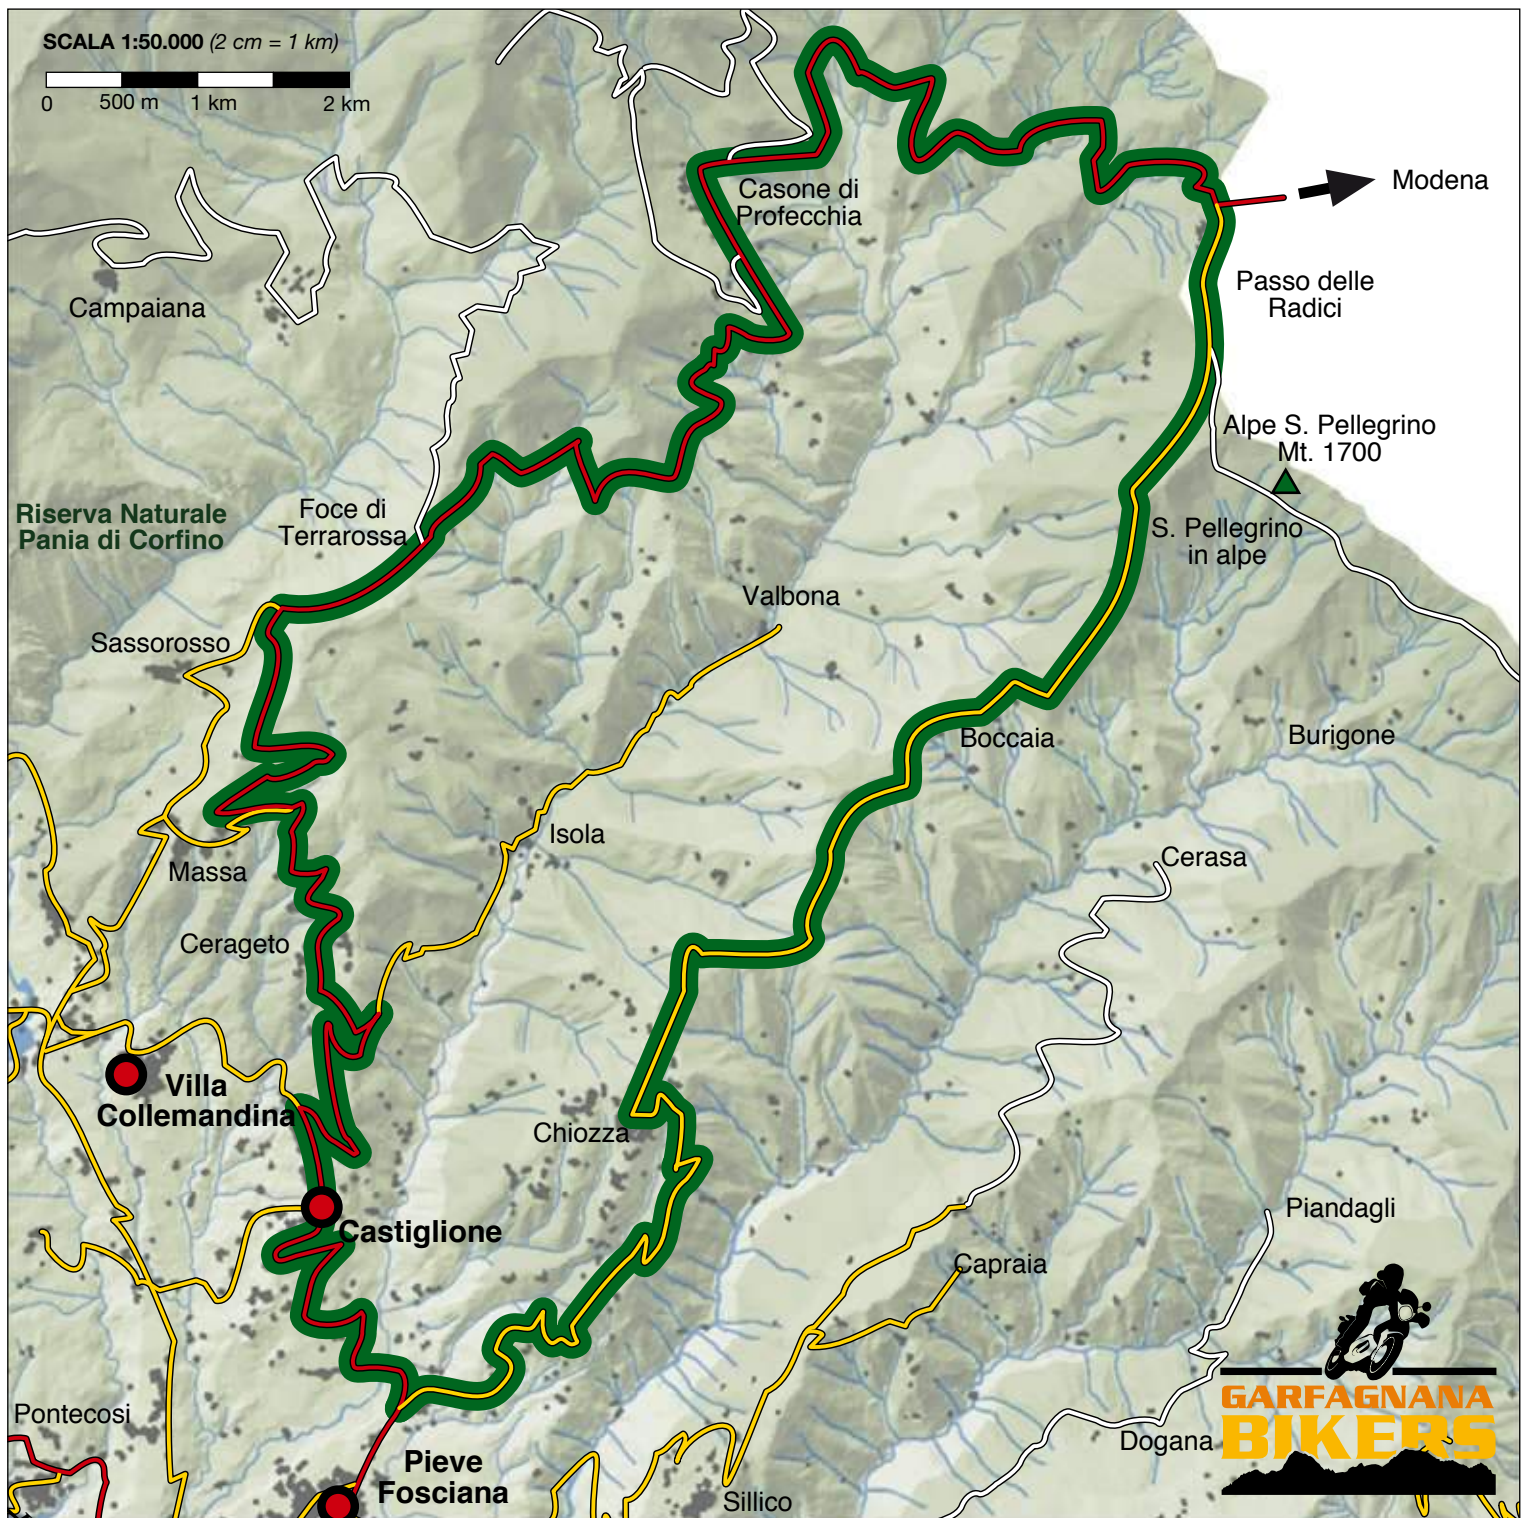 SCALA 1:50.000 (2 cm = 1 km)
0 500 m 1 km 2 km
Modena
Casone di
Profecchia
Passo delle
Radici
Campaiana
Alpe S. Pellegrino
Mt. 1700
Riserva Naturale
Pania di Corfino
Foce di
Terrarossa
S. Pellegrino
in alpe
Valbona
Sassorosso
Boccaia
Burigone
Isola
Massa
Cerasa
Cerageto
Villa
Collemandina
Chiozza
Castiglione
Piandagli
Capraia
Pontecosi
GARFAGNANA
BIKERS
Dogana
Pieve
Fosciana
Sillico